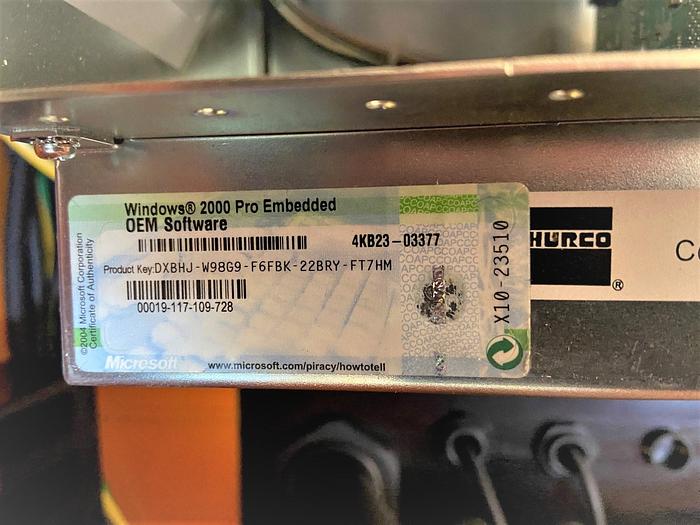 Windows® 2000 Pro Embedded
OEM Software
4KB23-03377
Product Key:DXBHJ-W98G9-F6FBK-22BRY-FT7HM
00019-117-109-728
©2004 Microsoft Corporation
Certificate of Authenticity
Microsoft
www.microsoft.com/piracy/howtotell
X10-23510
HURCO®